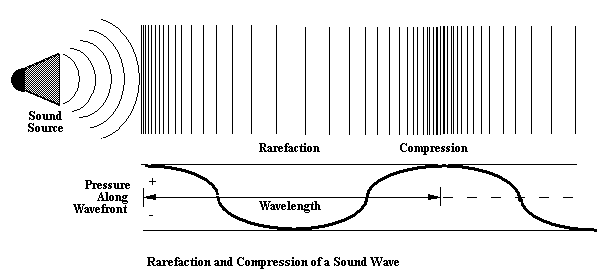 Sound
Source
Rarefaction
Compression
Pressure
Along
Wavefront
+
-
Wavelength
Rarefaction and Compression of a Sound Wave